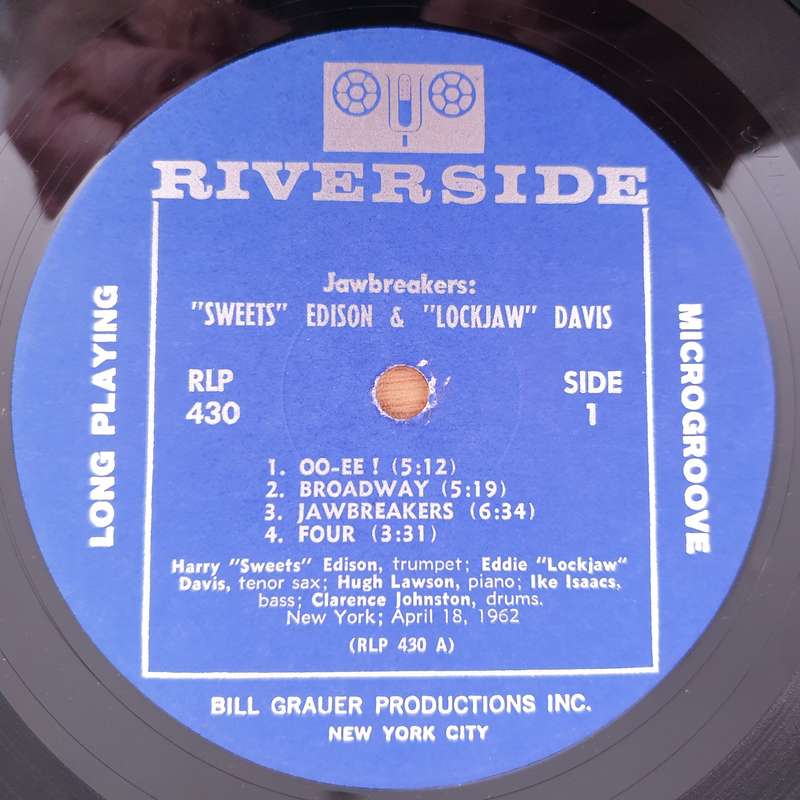 RIVERSIDE
Jawbreakers:
"SWEETS" EDISON & "LOCKJAW" DAVIS
LONG PLAYING
MICROGROOVE
RLP
430
SIDE
1
1. OO-EE! (5:12)
2. BROADWAY (5:19)
3. JAWBREAKERS (6:34)
4. FOUR (3:31)
Harry "Sweets" Edison, trumpet; Eddie "Lockjaw"
Davis, tenor sax; Hugh Lawson, piano; Ike Isaacs,
bass; Clarence Johnston, drums.
New York; April 18, 1962
(RLP 430 A)
BILL GRAUER PRODUCTIONS INC.
NEW YORK CITY